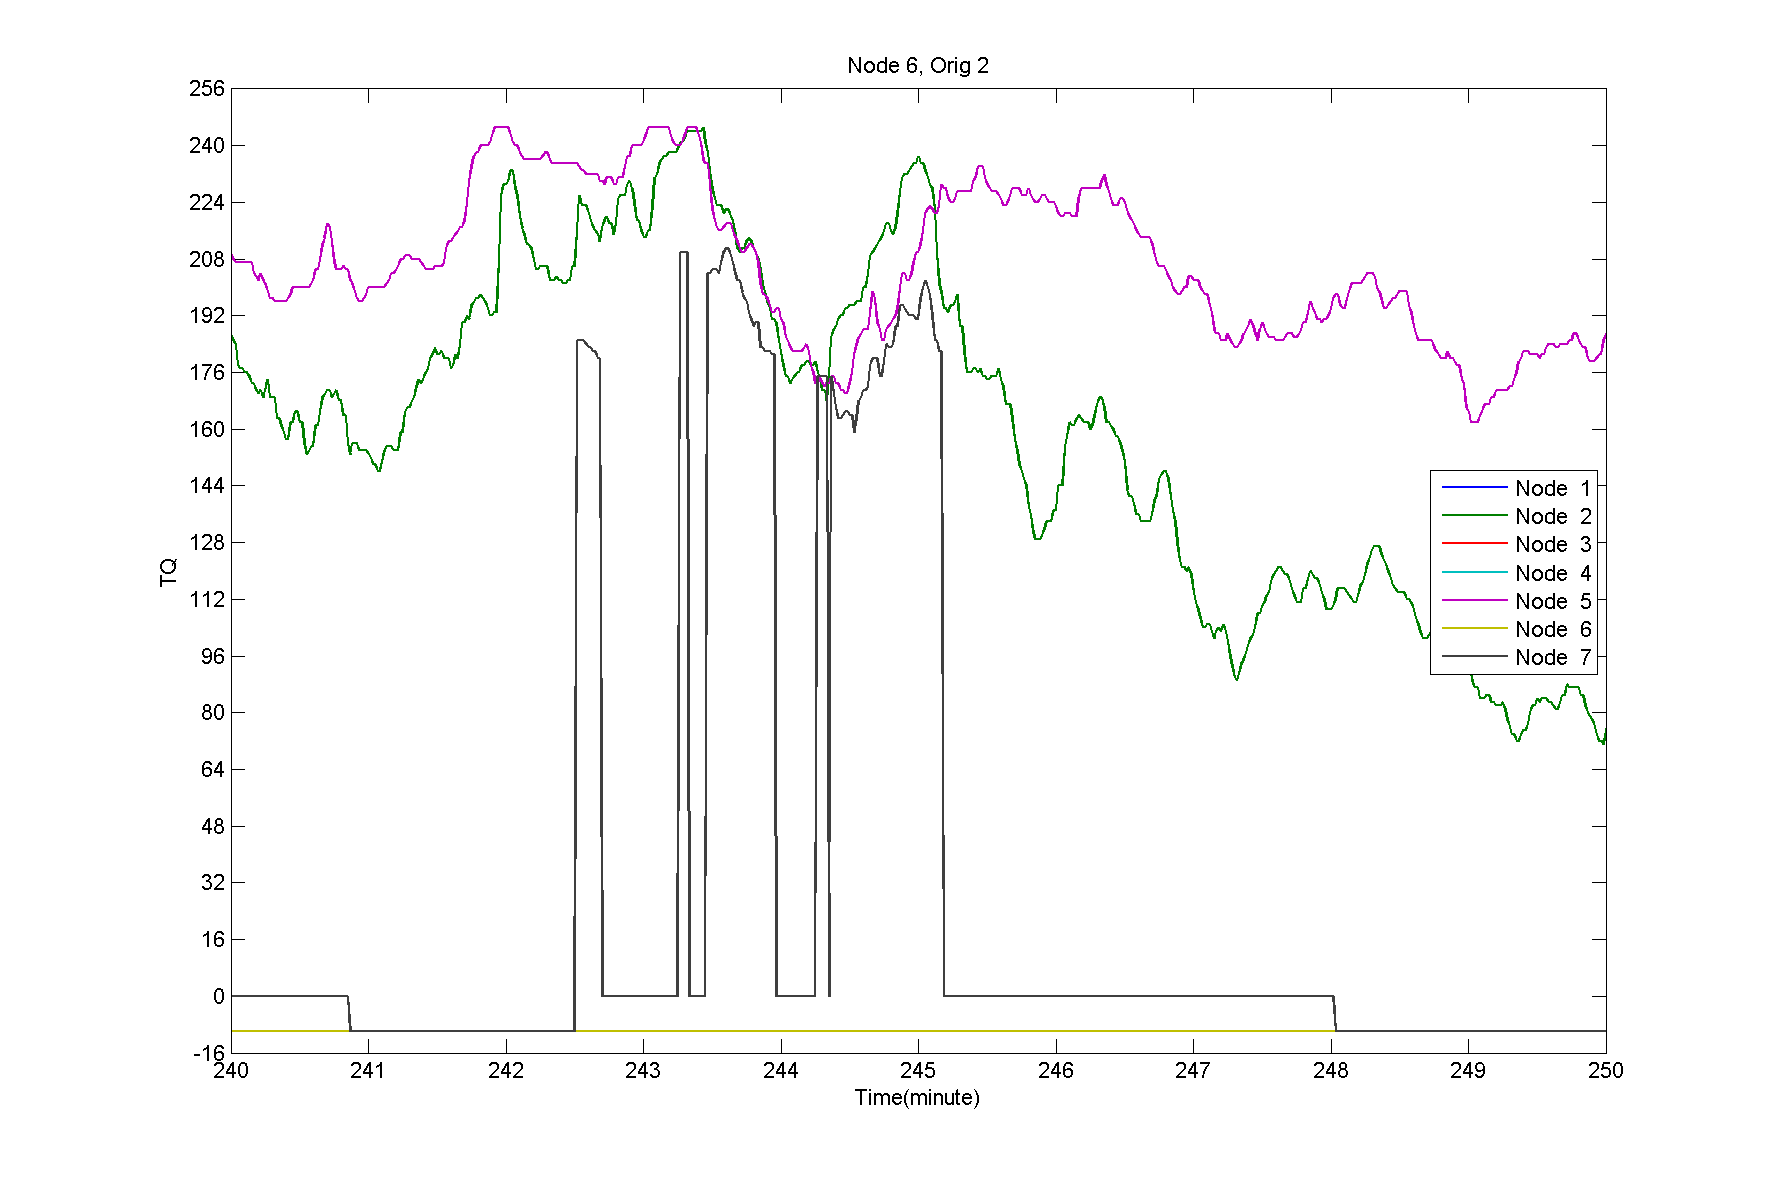 Node 6, Orig 2
256
240
224
208
192
176
160
144
128
112
96
80
64
48
32
16
0
-16
TQ
240 241 242 243 244 245 246 247 248 249 250
Time(minute)
Node 1
Node 2
Node 3
Node 4
Node 5
Node 6
Node 7